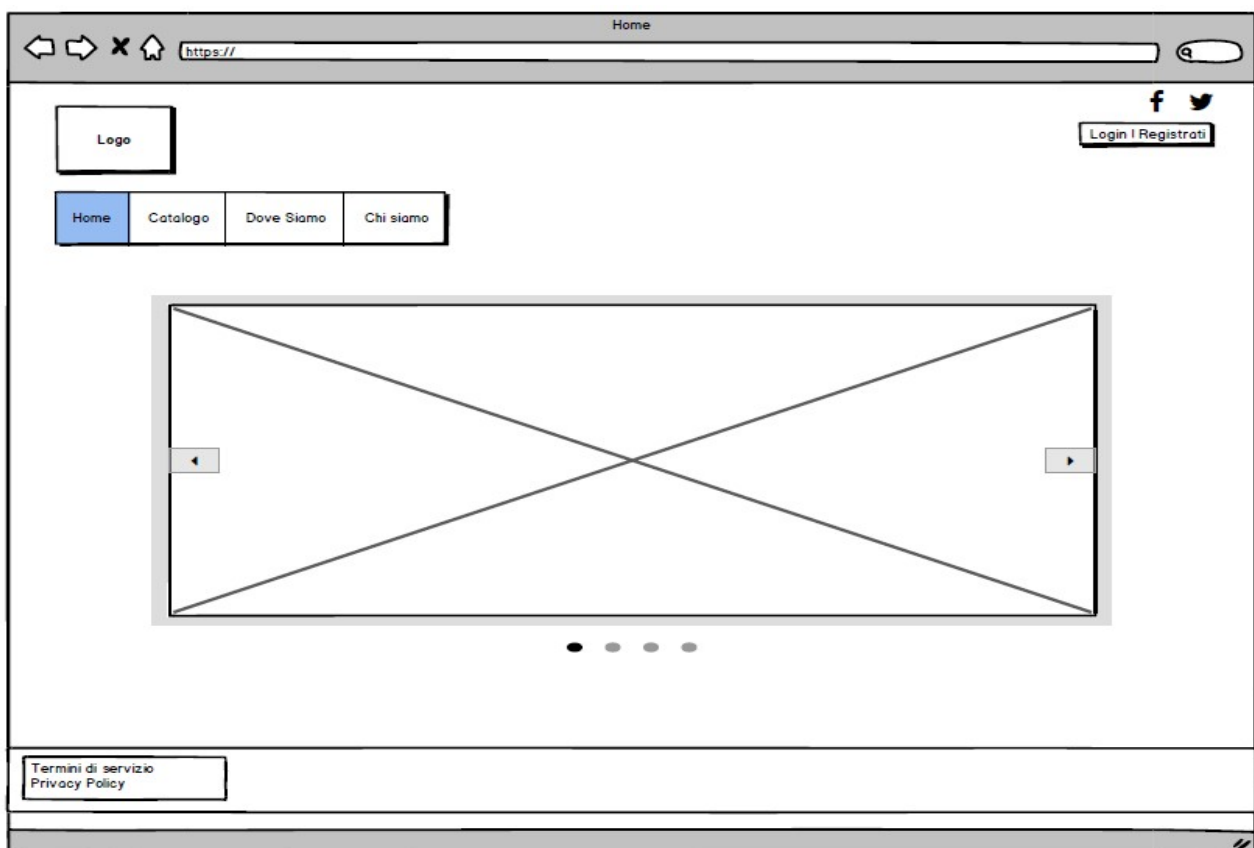 Home
https://
Logo
Login | Registrati
Home Catalogo Dove Siamo Chi siamo
Termini di servizio
Privacy Policy